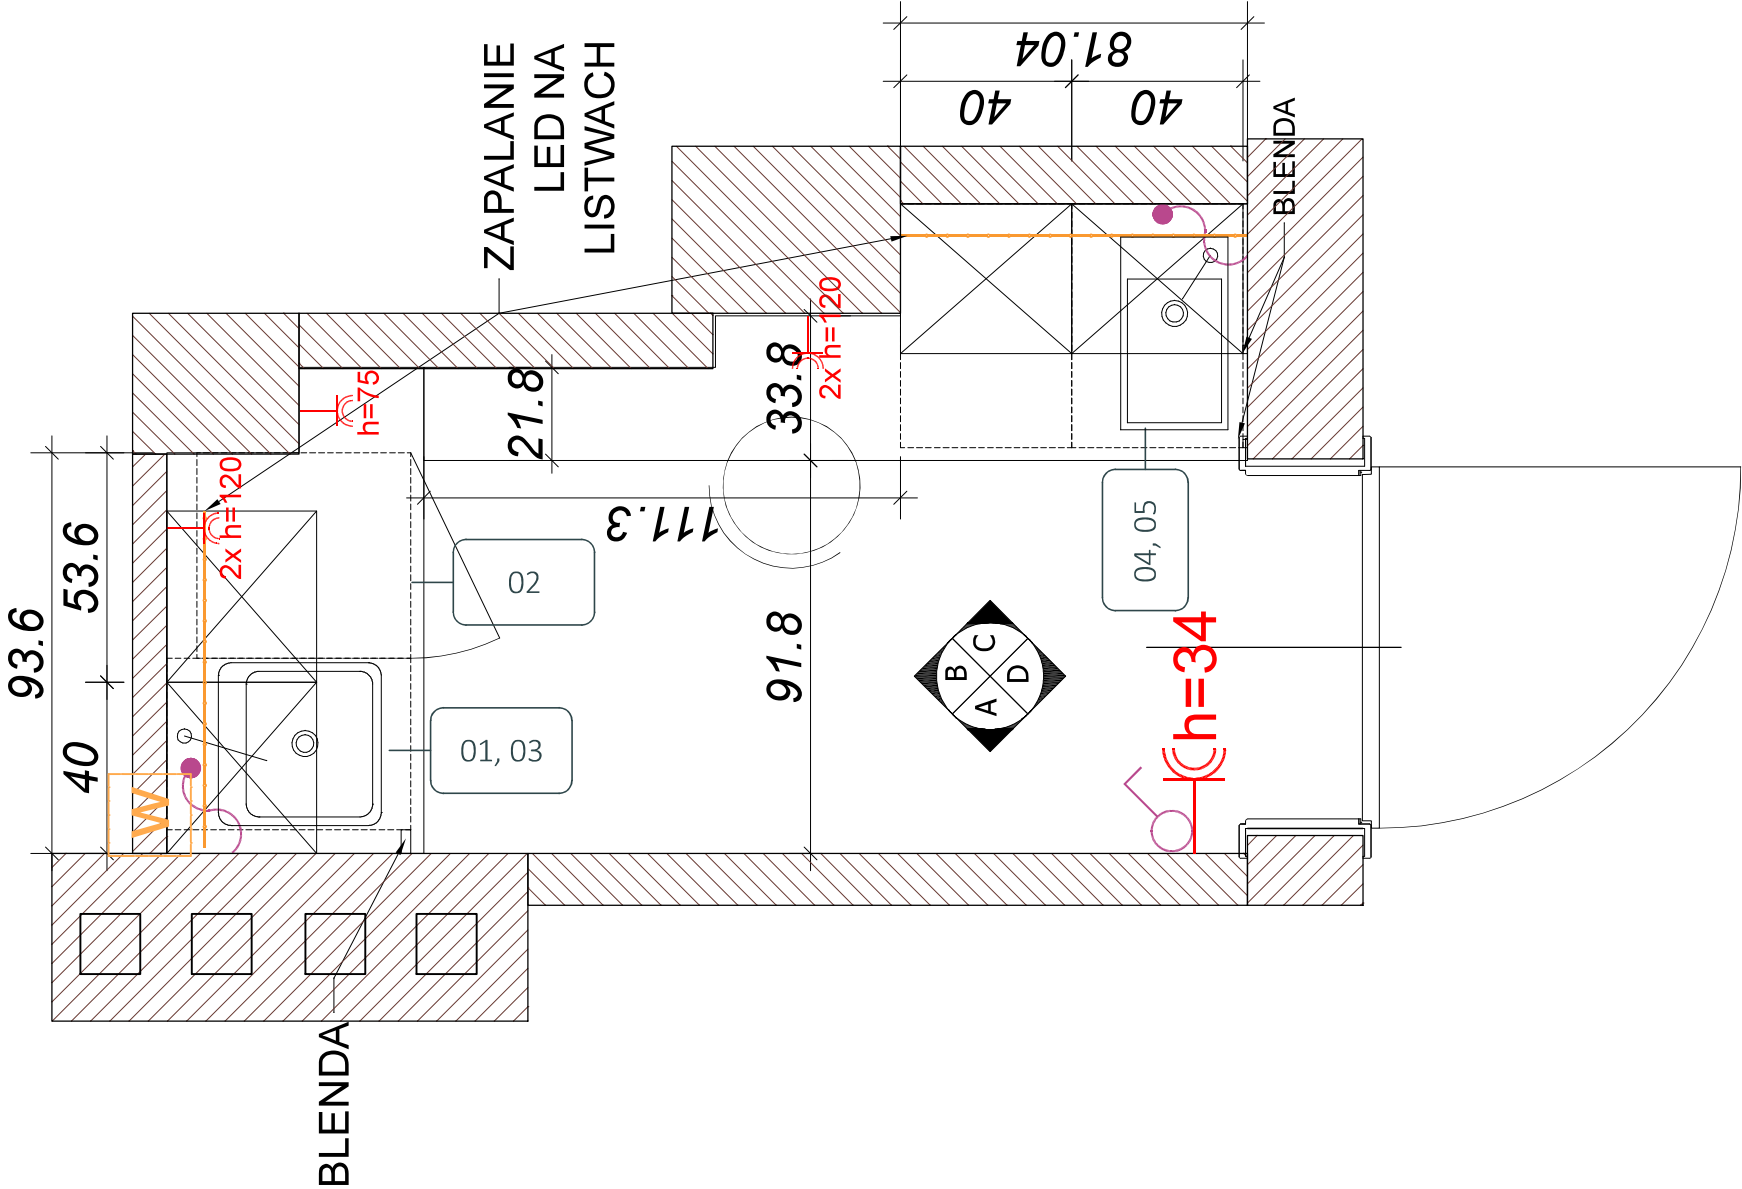 ZAPALANIE
LED NA
LISTWACH
81.04
40
40
BLENDA
2x h=120
33.8
21.8
h=75
2x h=120
93.6
53.6
40
111.3
02
04, 05
01, 03
91.8
B
C
A
D
h=34
W
BLENDA